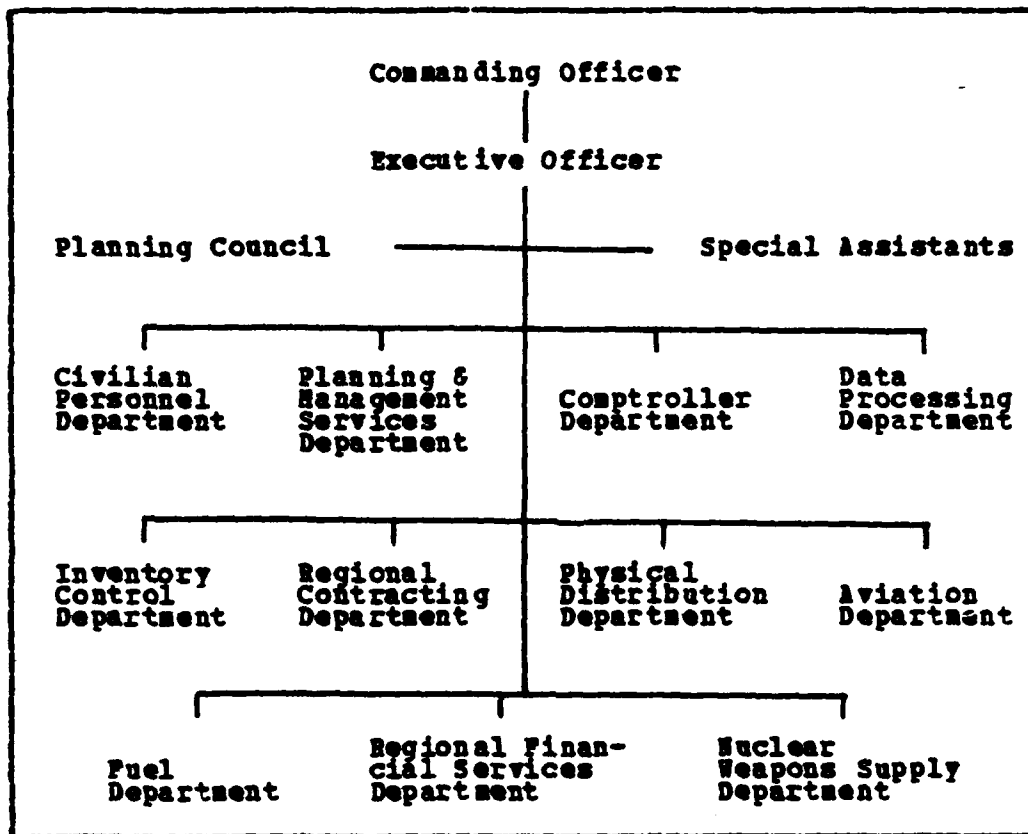 Commanding Officer
Executive Officer
Planning Council
Special Assistants
Civilian
Personnel
Department
Planning &
Management
Services
Department
Comptroller
Department
Data
Processing
Department
Inventory
Control
Department
Regional
Contracting
Department
Physical
Distribution
Department
Aviation
Department
Fuel
Department
Regional Finan-
cial Services
Department
Nuclear
Weapons Supply
Department